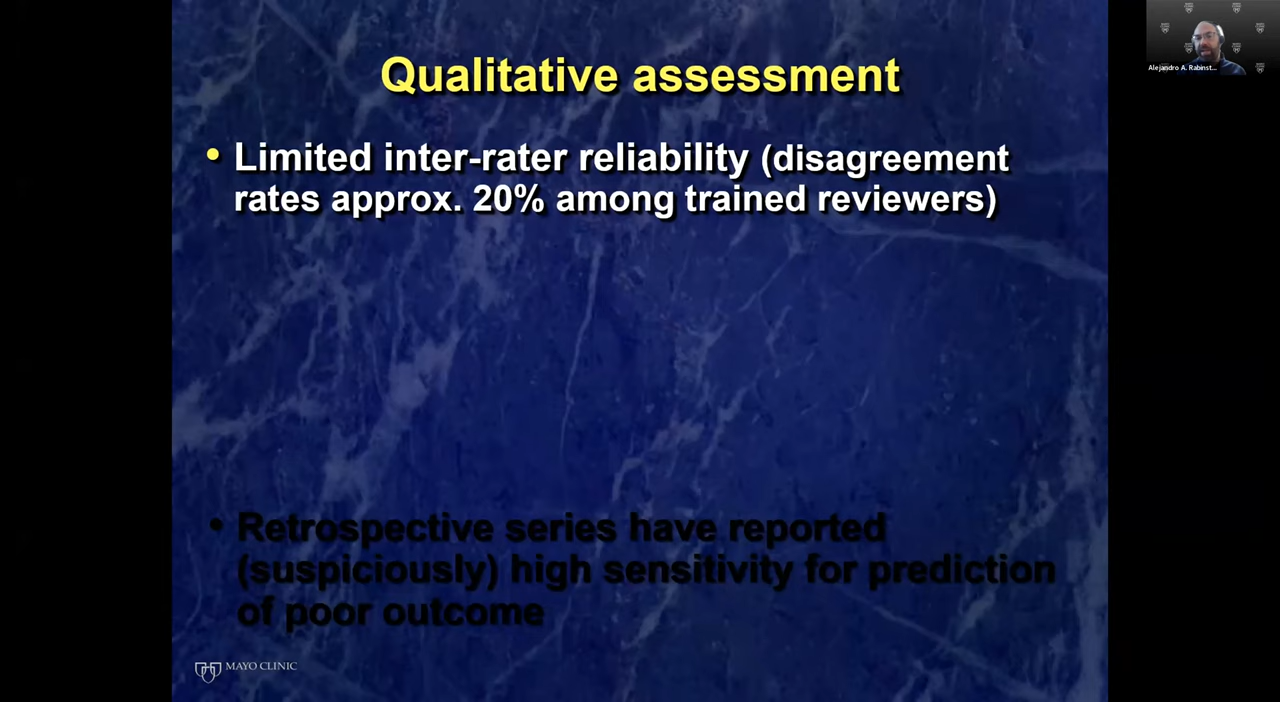 Qualitative assessment
• Limited inter-rater reliability (disagreement
rates approx. 20% among trained reviewers)
• Retrospective series have reported
(suspiciously) high sensitivity for prediction
of poor outcome
MAYO CLINIC
Alejandro A. Rabinst...